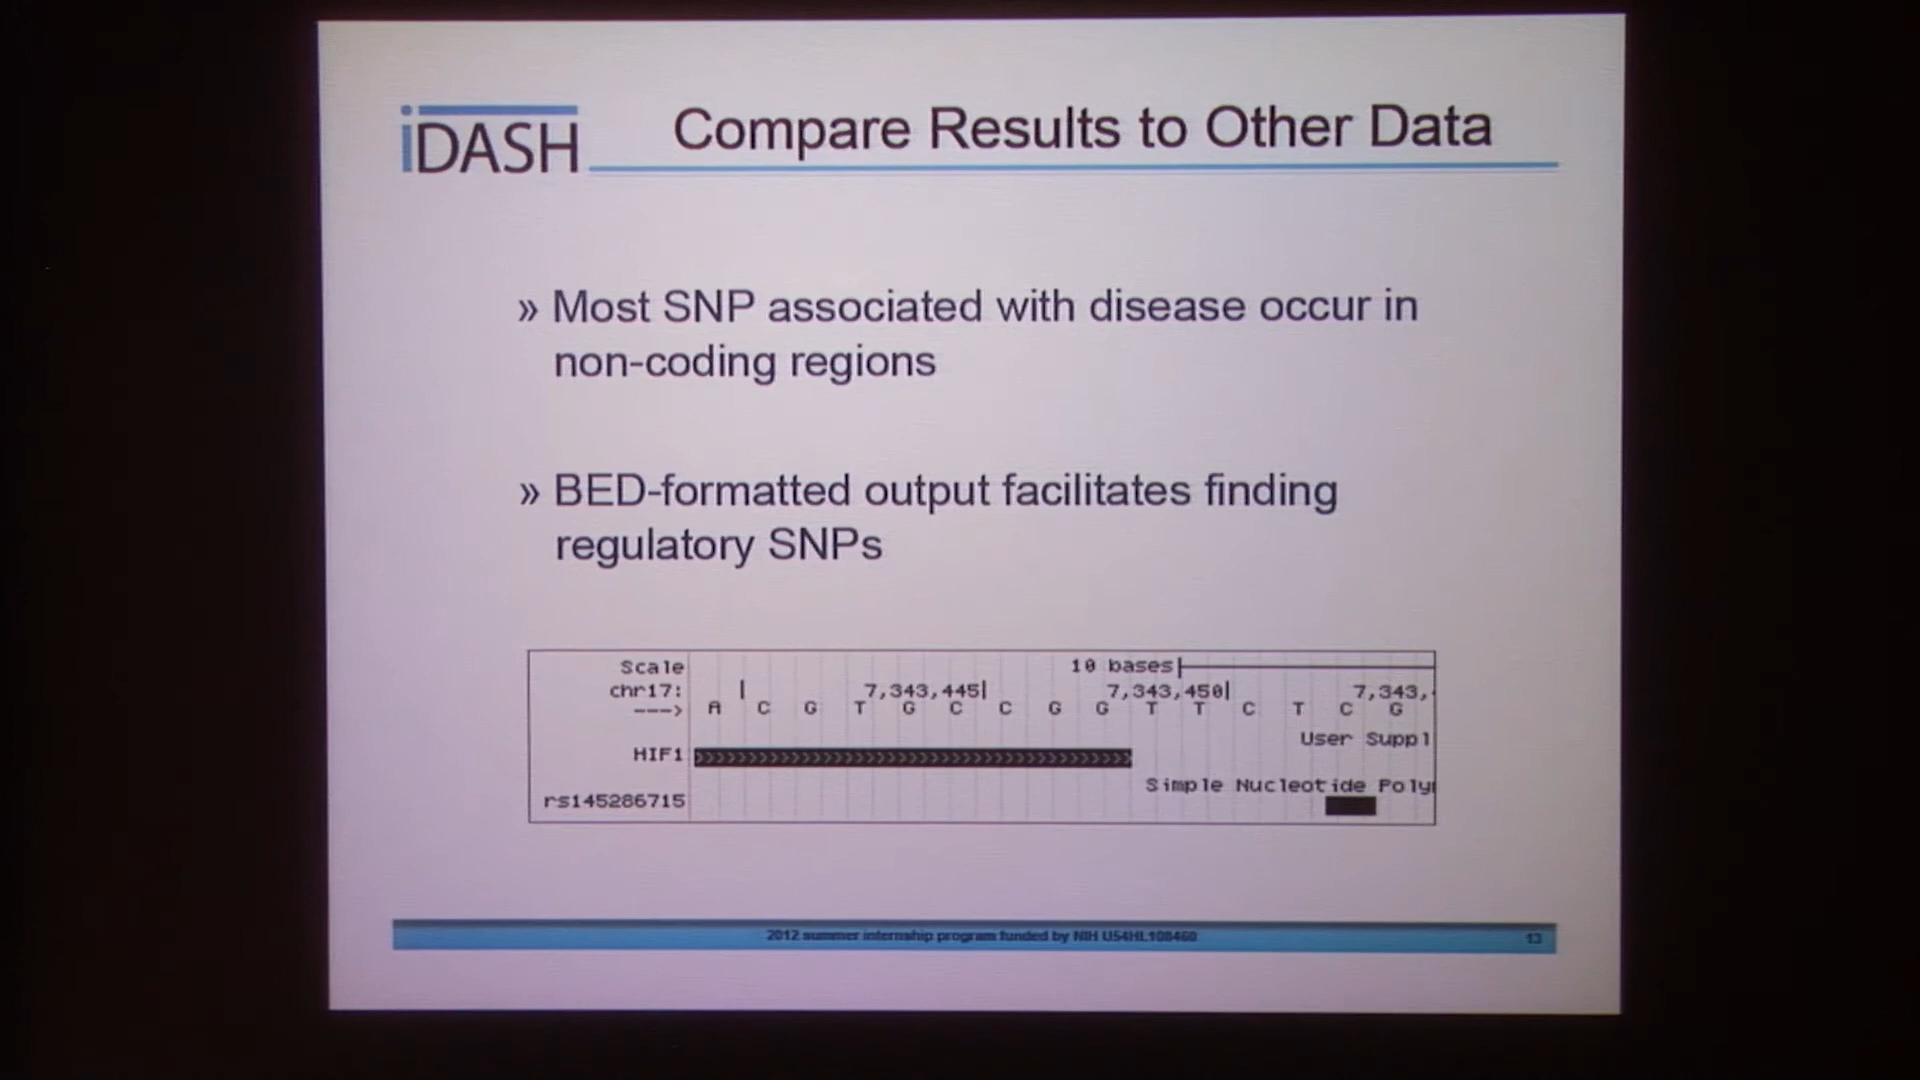 iDASH
Compare Results to Other Data
» Most SNP associated with disease occur in
non-coding regions
» BED-formatted output facilitates finding
regulatory SNPs
Scale
10 bases
chr17:
7,343,445
7,343,450
7,343,
--->
A C G T G C C G G T T C T C G
User Suppl
HIF1
Simple Nucleotide Poly
rs145286715
2012 summer internship program funded by NIH U54HL108460
13